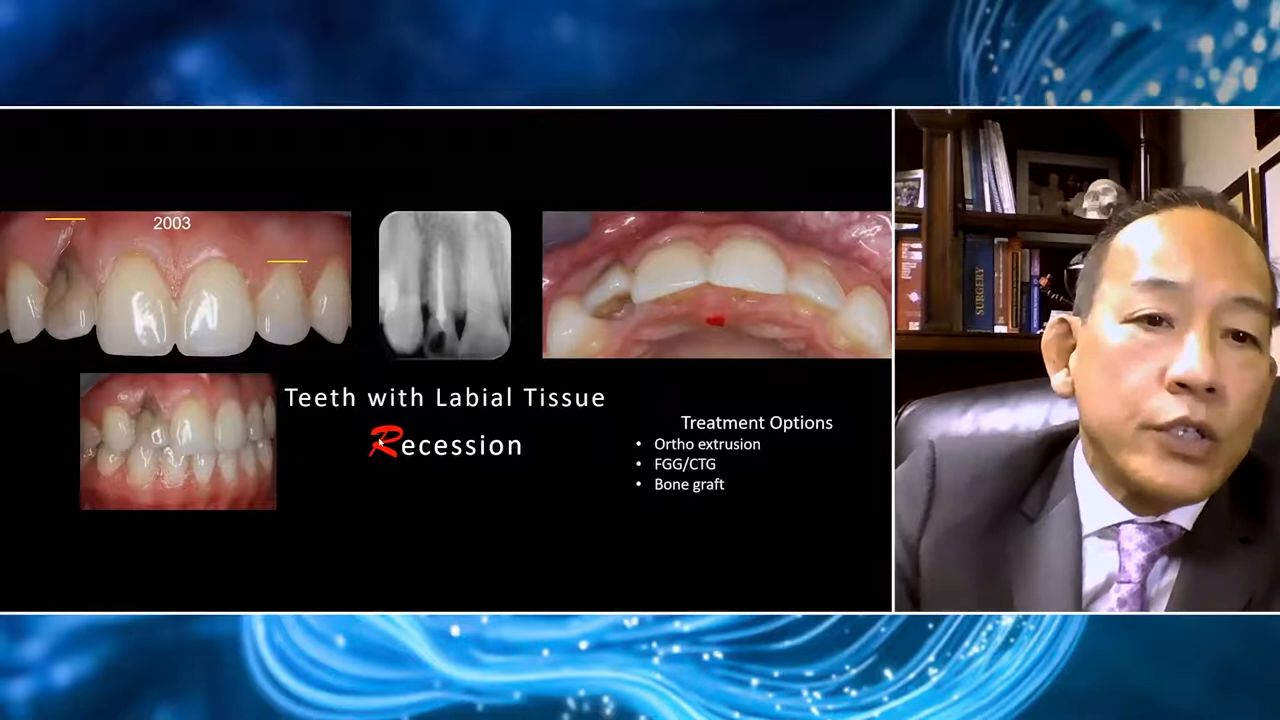 2003
Teeth with Labial Tissue
Recession
Treatment Options
• Ortho extrusion
• FGG/CTG
• Bone graft
SURGERY